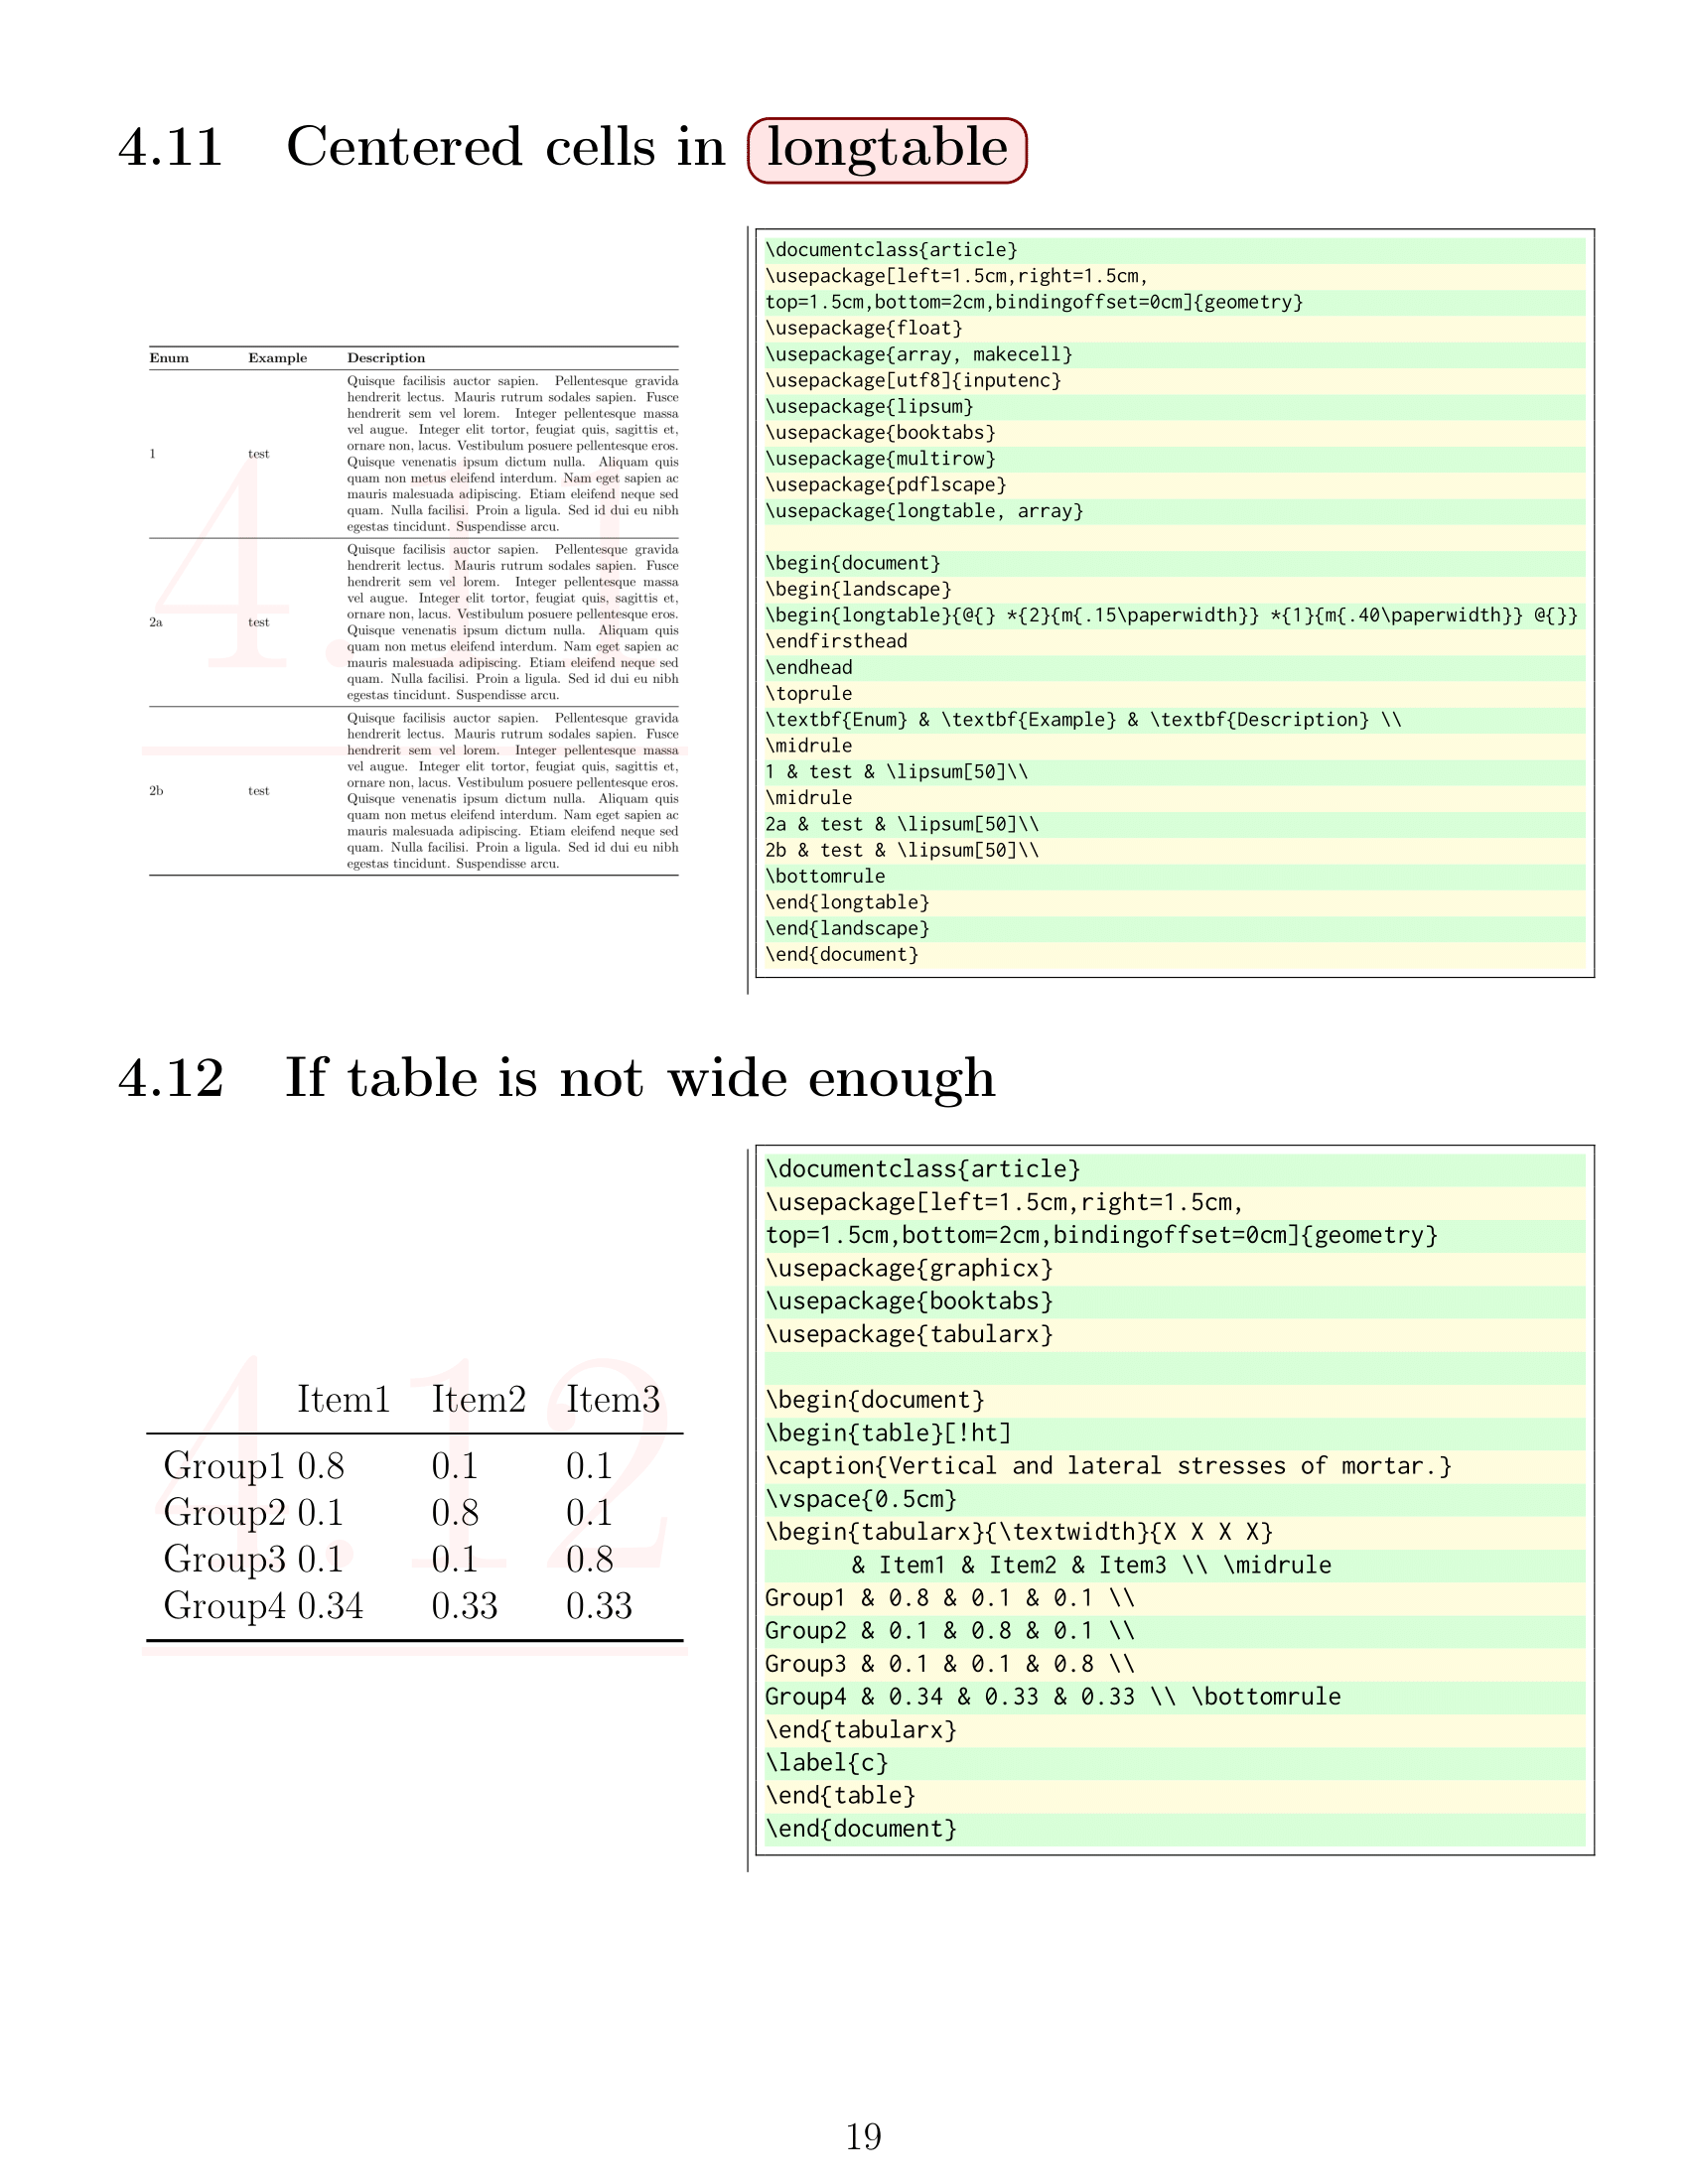 4.11 Centered cells in longtable
Enum Example Description
1 test Quisque facilisis auctor sapien. Pellentesque gravida
hendrerit lectus. Mauris rutrum sodales sapien. Fusce
hendrerit sem vel lorem. Integer pellentesque massa
vel augue. Integer elit tortor, feugiat quis, sagittis et,
ornare non, lacus. Vestibulum posuere pellentesque eros.
Quisque venenatis ipsum dictum nulla. Aliquam quis
quam non metus eleifend interdum. Nam eget sapien ac
mauris malesuada adipiscing. Etiam eleifend neque sed
quam. Nulla facilisi. Proin a ligula. Sed id dui eu nibh
egestas tincidunt. Suspendisse arcu.
2a test Quisque facilisis auctor sapien. Pellentesque gravida
hendrerit lectus. Mauris rutrum sodales sapien. Fusce
hendrerit sem vel lorem. Integer pellentesque massa
vel augue. Integer elit tortor, feugiat quis, sagittis et,
ornare non, lacus. Vestibulum posuere pellentesque eros.
Quisque venenatis ipsum dictum nulla. Aliquam quis
quam non metus eleifend interdum. Nam eget sapien ac
mauris malesuada adipiscing. Etiam eleifend neque sed
quam. Nulla facilisi. Proin a ligula. Sed id dui eu nibh
egestas tincidunt. Suspendisse arcu.
2b test Quisque facilisis auctor sapien. Pellentesque gravida
hendrerit lectus. Mauris rutrum sodales sapien. Fusce
hendrerit sem vel lorem. Integer pellentesque massa
vel augue. Integer elit tortor, feugiat quis, sagittis et,
ornare non, lacus. Vestibulum posuere pellentesque eros.
Quisque venenatis ipsum dictum nulla. Aliquam quis
quam non metus eleifend interdum. Nam eget sapien ac
mauris malesuada adipiscing. Etiam eleifend neque sed
quam. Nulla facilisi. Proin a ligula. Sed id dui eu nibh
egestas tincidunt. Suspendisse arcu.
4.11
\documentclass{article}
\usepackage[left=1.5cm,right=1.5cm,
top=1.5cm,bottom=2cm,bindingoffset=0cm]{geometry}
\usepackage{float}
\usepackage{array, makecell}
\usepackage[utf8]{inputenc}
\usepackage{lipsum}
\usepackage{booktabs}
\usepackage{multirow}
\usepackage{pdflscape}
\usepackage{longtable, array}
\begin{document}
\begin{landscape}
\begin{longtable}{@{} *{2}{m{.15\paperwidth}} *{1}{m{.40\paperwidth}} @{}}
\endfirsthead
\endhead
\toprule
\textbf{Enum} & \textbf{Example} & \textbf{Description} \\
\midrule
1 & test & \lipsum[50]\\
\midrule
2a & test & \lipsum[50]\\
2b & test & \lipsum[50]\\
\bottomrule
\end{longtable}
\end{landscape}
\end{document}
4.12 If table is not wide enough
Item1 Item2 Item3
Group1 0.8 0.1 0.1
Group2 0.1 0.8 0.1
Group3 0.1 0.1 0.8
Group4 0.34 0.33 0.33
4.12
\documentclass{article}
\usepackage[left=1.5cm,right=1.5cm,
top=1.5cm,bottom=2cm,bindingoffset=0cm]{geometry}
\usepackage{graphicx}
\usepackage{booktabs}
\usepackage{tabularx}
\begin{document}
\begin{table}[!ht]
\caption{Vertical and lateral stresses of mortar.}
\vspace{0.5cm}
\begin{tabularx}{\textwidth}{X X X X}
& Item1 & Item2 & Item3 \\ \midrule
Group1 & 0.8 & 0.1 & 0.1 \\
Group2 & 0.1 & 0.8 & 0.1 \\
Group3 & 0.1 & 0.1 & 0.8 \\
Group4 & 0.34 & 0.33 & 0.33 \\ \bottomrule
\end{tabularx}
\label{c}
\end{table}
\end{document}
19